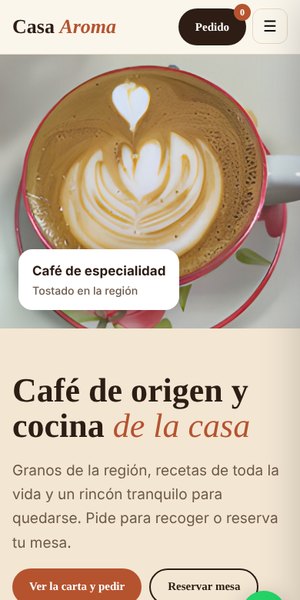 Casa Aroma
Pedido
0
Café de especialidad
Tostado en la región
Café de origen y
cocina de la casa
Granos de la región, recetas de toda la
vida y un rincón tranquilo para
quedarse. Pide para recoger o reserva
tu mesa.
Ver la carta y pedir
Reservar mesa